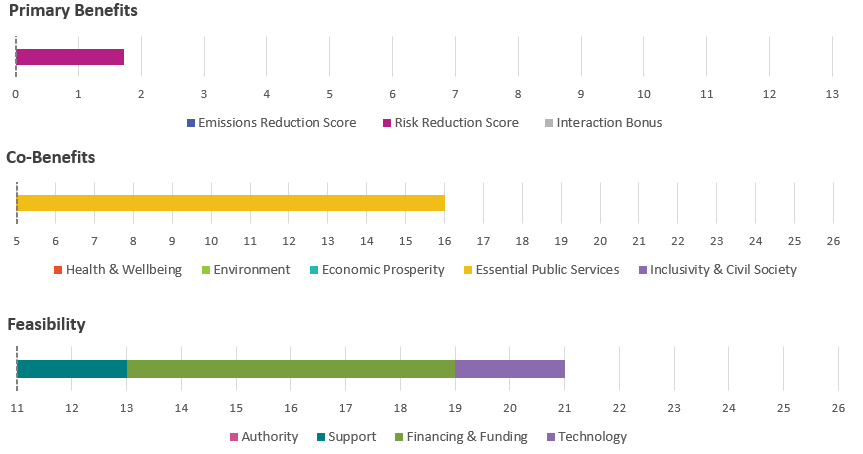 Primary Benefits
0 1 2 3 4 5 6 7 8 9 10 11 12 13
Emissions Reduction Score Risk Reduction Score Interaction Bonus
Co-Benefits
5 6 7 8 9 10 11 12 13 14 15 16 17 18 19 20 21 22 23 24 25 26
Health & Wellbeing Environment Economic Prosperity Essential Public Services Inclusivity & Civil Society
Feasibility
11 12 13 14 15 16 17 18 19 20 21 22 23 24 25 26
Authority Support Financing & Funding Technology